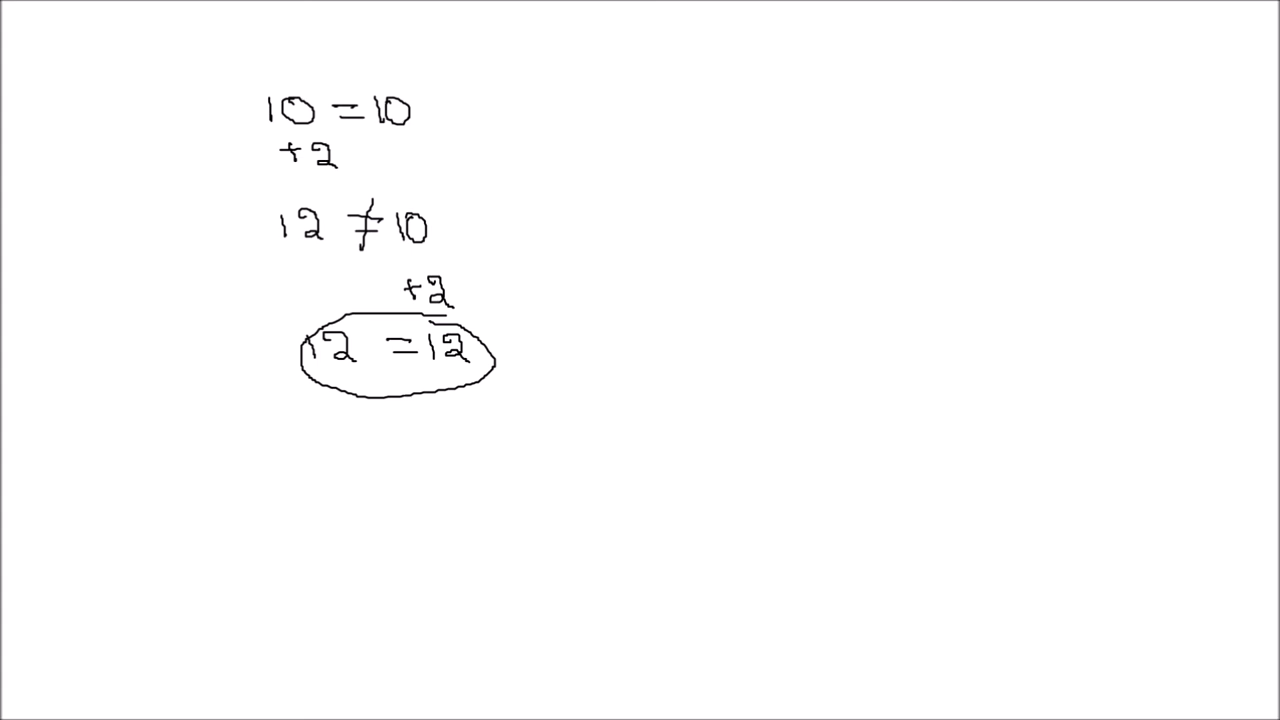 10 = 10
+2
12 ≠ 10
+2
12 = 12